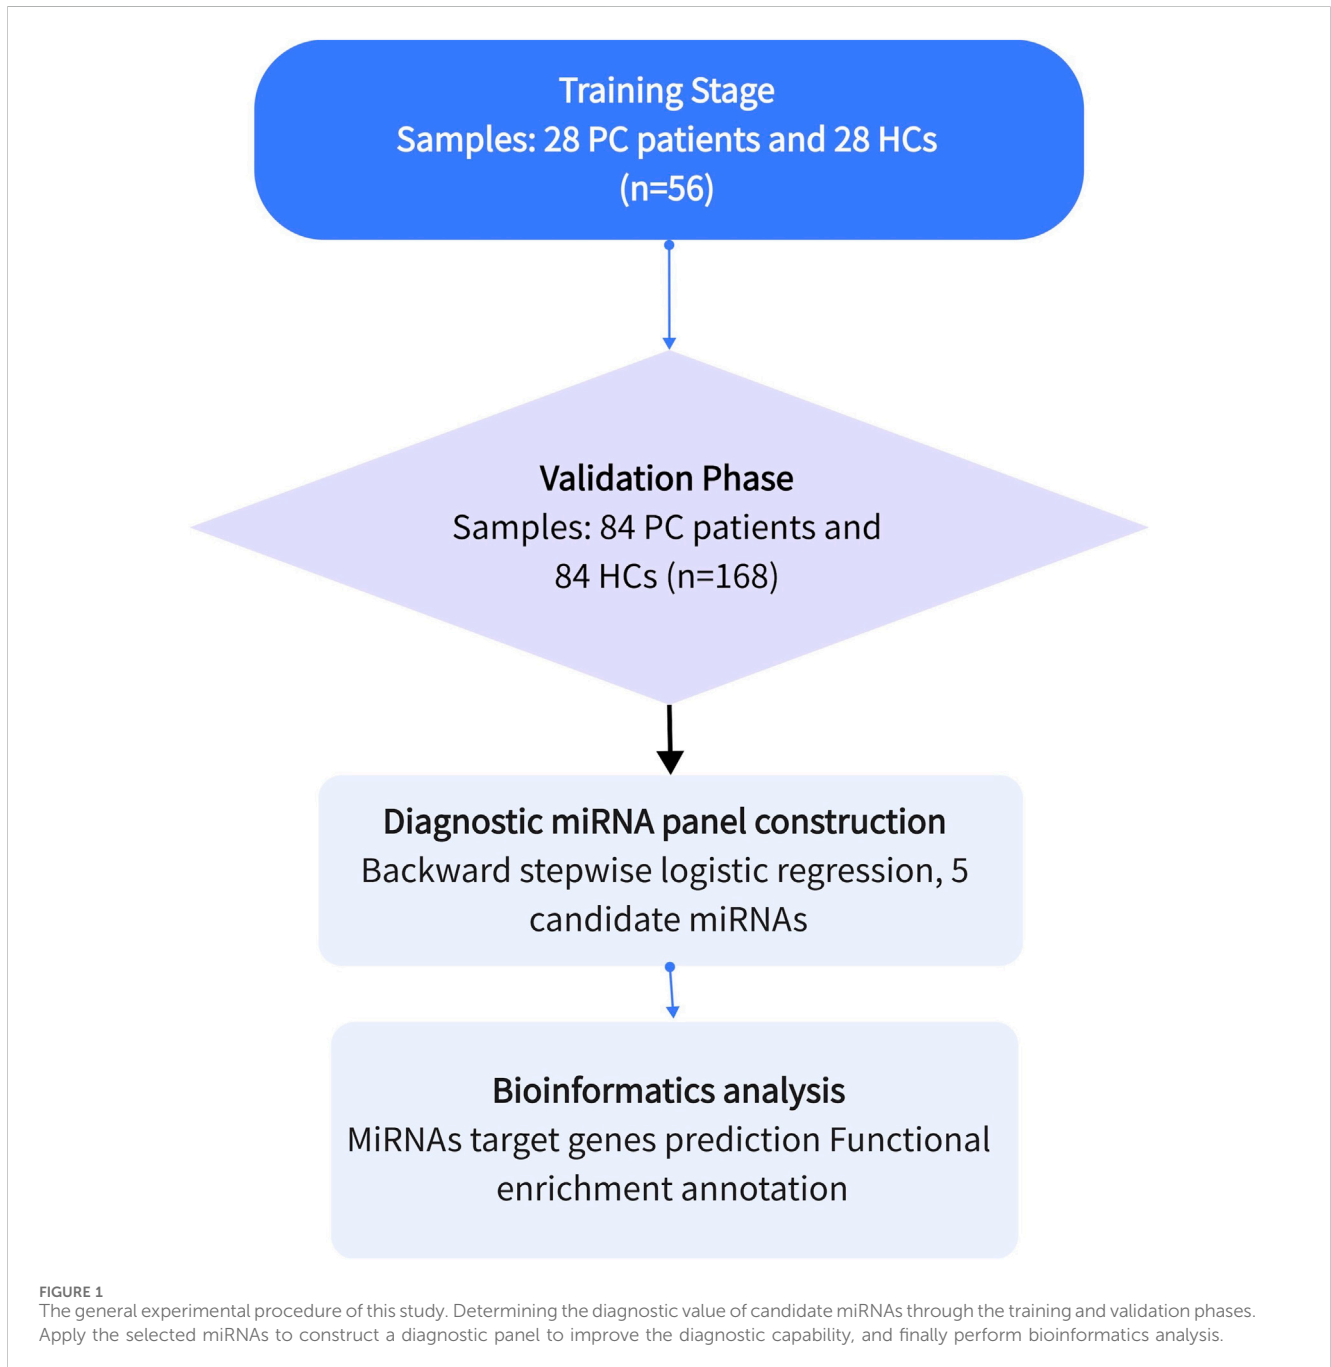 Training Stage
Samples: 28 PC patients and 28 HCs
(n=56)
Validation Phase
Samples: 84 PC patients and
84 HCs (n=168)
Diagnostic miRNA panel construction
Backward stepwise logistic regression, 5
candidate miRNAs
Bioinformatics analysis
MiRNAs target genes prediction Functional
enrichment annotation
FIGURE 1
The general experimental procedure of this study. Determining the diagnostic value of candidate miRNAs through the training and validation phases.
Apply the selected miRNAs to construct a diagnostic panel to improve the diagnostic capability, and finally perform bioinformatics analysis.